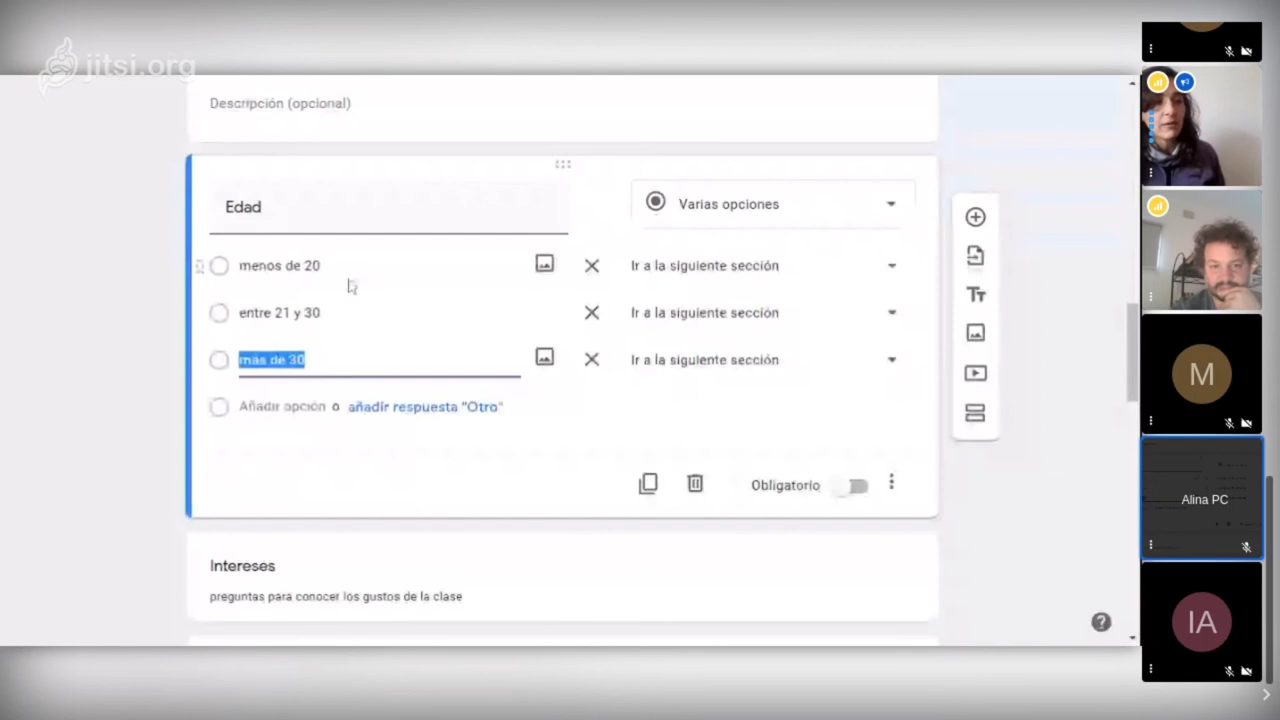 jitsi.org
Descripción (opcional)
Edad
Varias opciones
menos de 20
Ir a la siguiente sección
entre 21 y 30
Ir a la siguiente sección
mas de 30
Ir a la siguiente sección
Añadir opción o añadir respuesta "Otro"
Obligatorio
Intereses
preguntas para conocer los gustos de la clase
M
Alina PC
IA